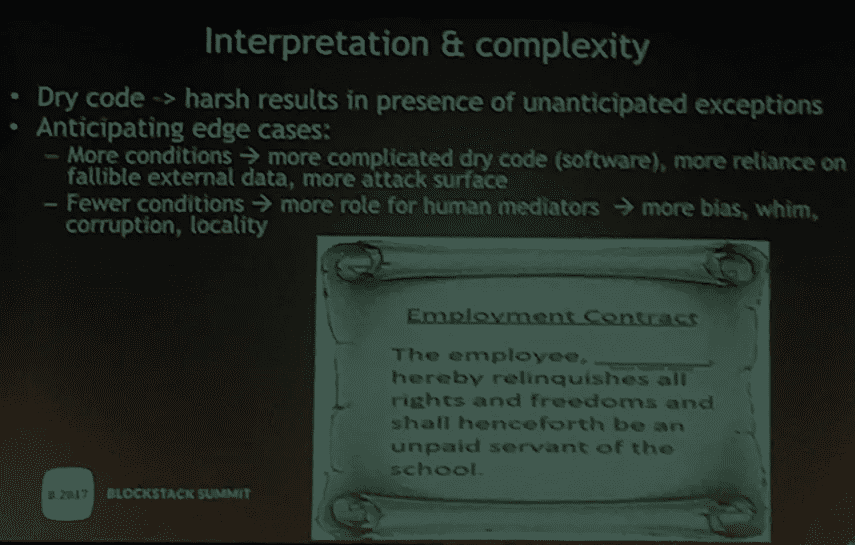 Interpretation & complexity
• Dry code -> harsh results in presence of unanticipated exceptions
• Anticipating edge cases:
– More conditions → more complicated dry code (software), more reliance on
fallible external data, more attack surface
– Fewer conditions → more role for human mediators → more bias, whim,
corruption, locality
Employment Contract
The employee, ___________
hereby relinquishes all
rights and freedoms and
shall henceforth be an
unpaid servant of the
school.
B 2017 BLOCKSTACK SUMMIT